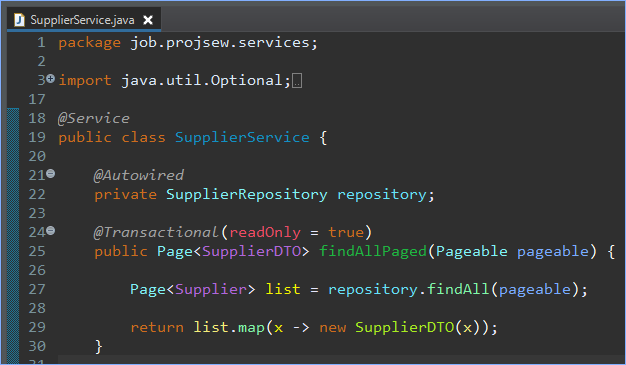 SupplierService.java
1 package job.projsew.services;
2
3 import java.util.Optional;
17
18 @Service
19 public class SupplierService {
20
21 @Autowired
22 private SupplierRepository repository;
23
24 @Transactional(readOnly = true)
25 public Page<SupplierDTO> findAllPaged(Pageable pageable) {
26
27 Page<Supplier> list = repository.findAll(pageable);
28
29 return list.map(x -> new SupplierDTO(x));
30 }
31